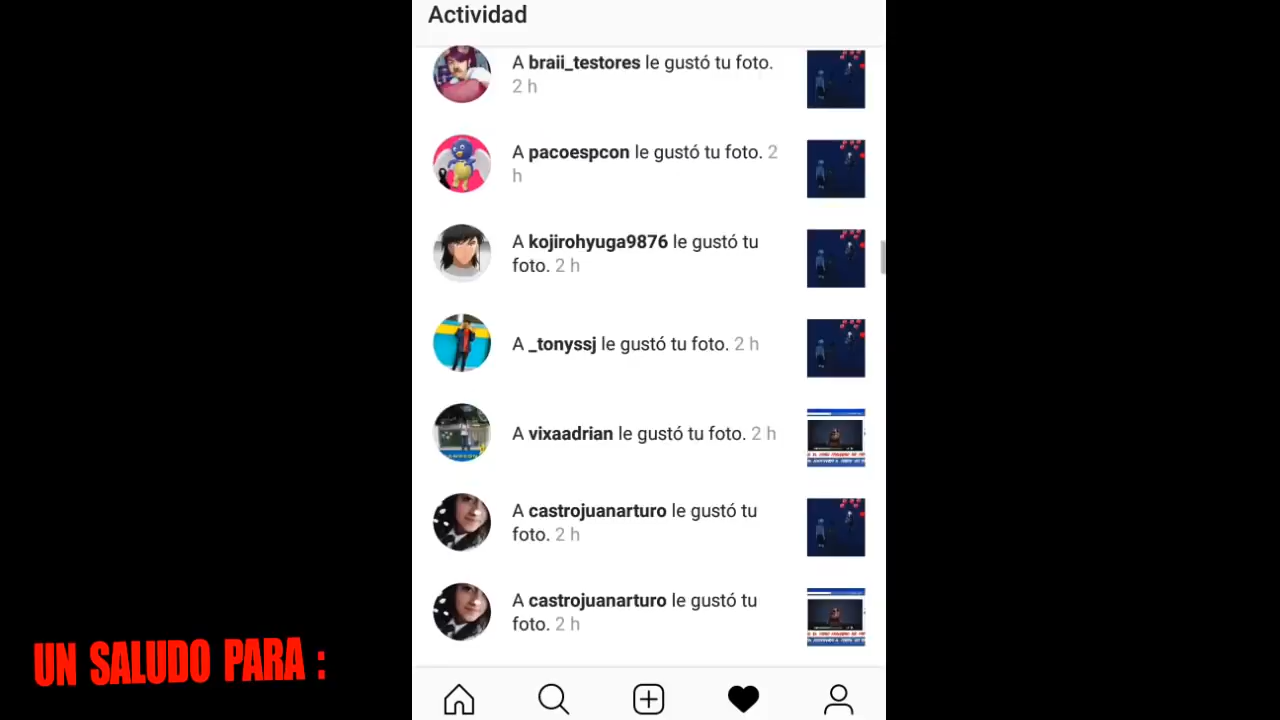 Actividad
A braii_testores le gustó tu foto.
2 h
A pacoespcon le gustó tu foto. 2
h
A kojirohyuga9876 le gustó tu
foto. 2 h
A _tonyssj le gustó tu foto. 2 h
A vixaadrian le gustó tu foto. 2 h
A castrojuanarturo le gustó tu
foto. 2 h
A castrojuanarturo le gustó tu
foto. 2 h
UN SALUDO PARA :